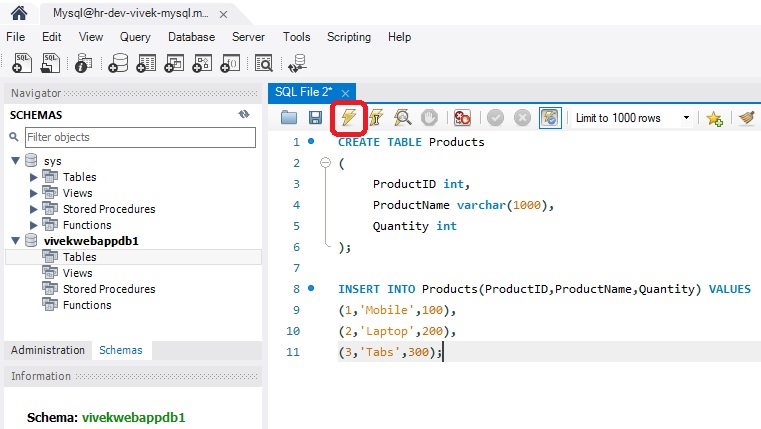 Mysql@hr-dev-vivek-mysql.m...
File Edit View Query Database Server Tools Scripting Help
SQL SQL
Navigator
SCHEMAS
Filter objects
sys
Tables
Views
Stored Procedures
Functions
vivekwebappdb1
Tables
Views
Stored Procedures
Functions
Administration Schemas
Information
Schema: vivekwebappdb1
SQL File 2*
Limit to 1000 rows
1 CREATE TABLE Products
2 (
3 ProductID int,
4 ProductName varchar(1000),
5 Quantity int
6 );
7
8 INSERT INTO Products(ProductID,ProductName,Quantity) VALUES
9 (1,'Mobile',100),
10 (2,'Laptop',200),
11 (3,'Tabs',300);